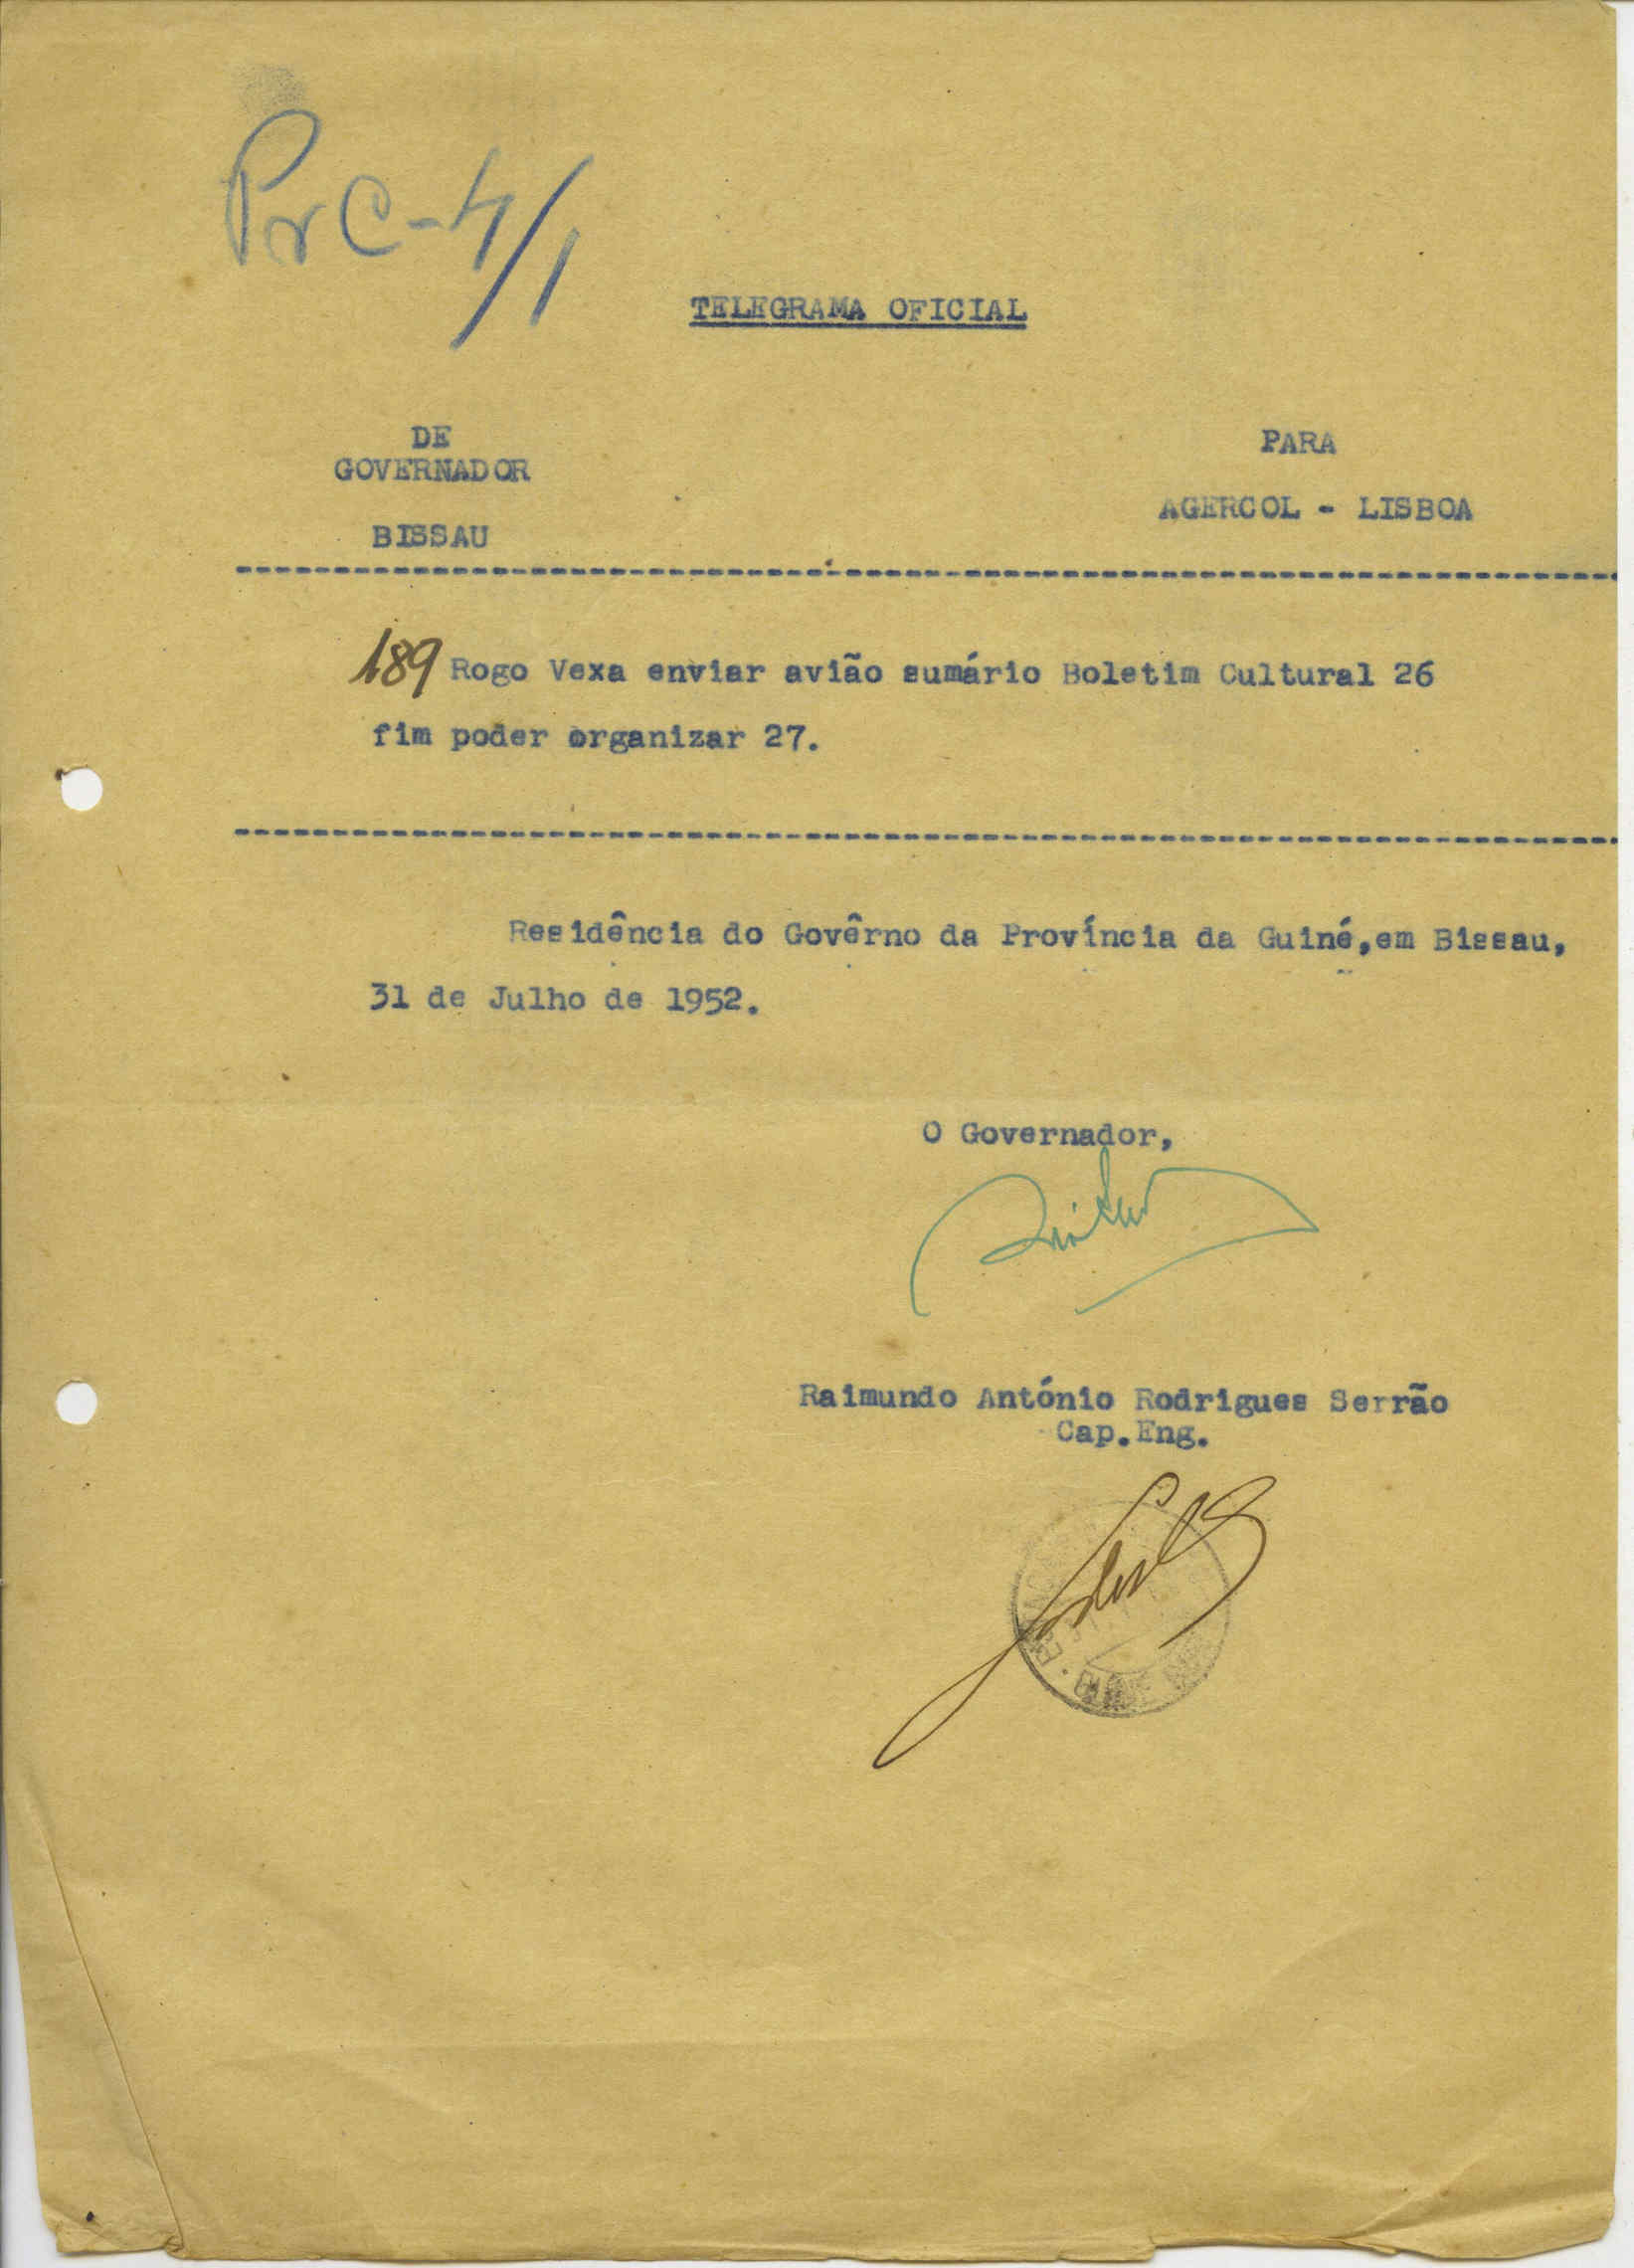 Pr C-4/1
TELEGRAMA OFICIAL
DE
GOVERNADOR
BISSAU
PARA
AGERCOL - LISBOA
189 Rogo Vexa enviar avião sumário Boletim Cultural 26
fim poder organizar 27.
Residência do Govêrno da Província da Guiné,em Bissau,
31 de Julho de 1952.
O Governador,
Raimundo António Rodrigues Serrão
Cap.Eng.